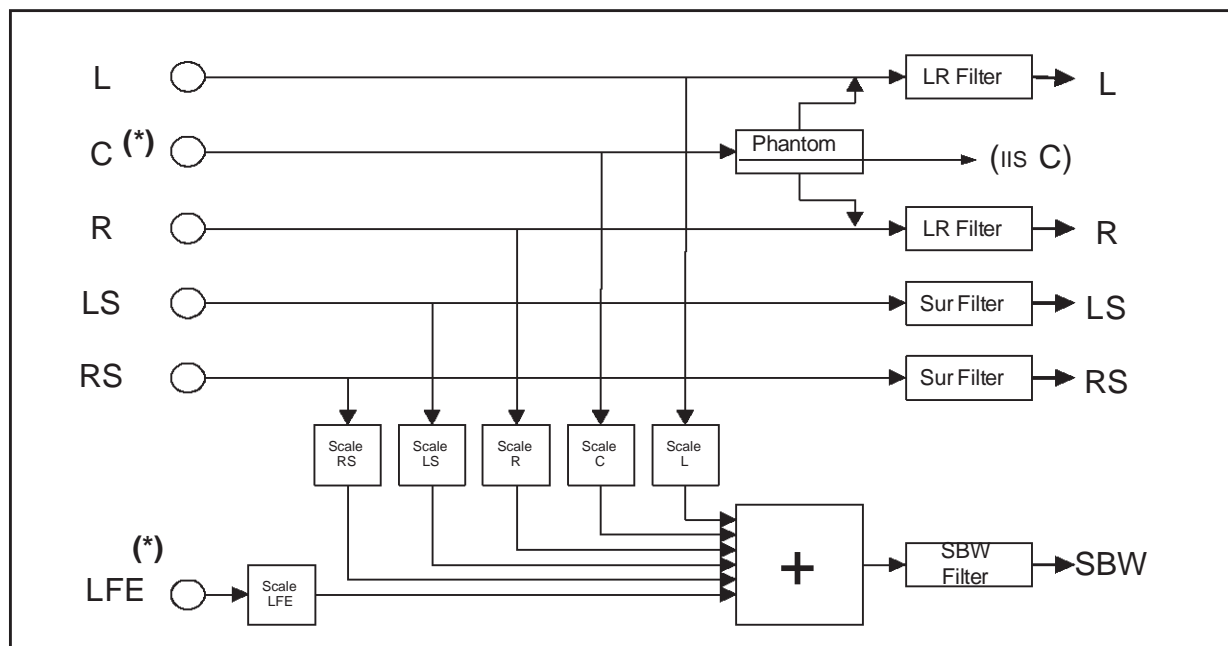 L
LR Filter
L
C (*)
Phantom
(IIS C)
R
LR Filter
R
LS
Sur Filter
LS
RS
Sur Filter
RS
Scale
RS
Scale
LS
Scale
R
Scale
C
Scale
L
(*)
LFE
Scale
LFE
+
SBW
Filter
SBW